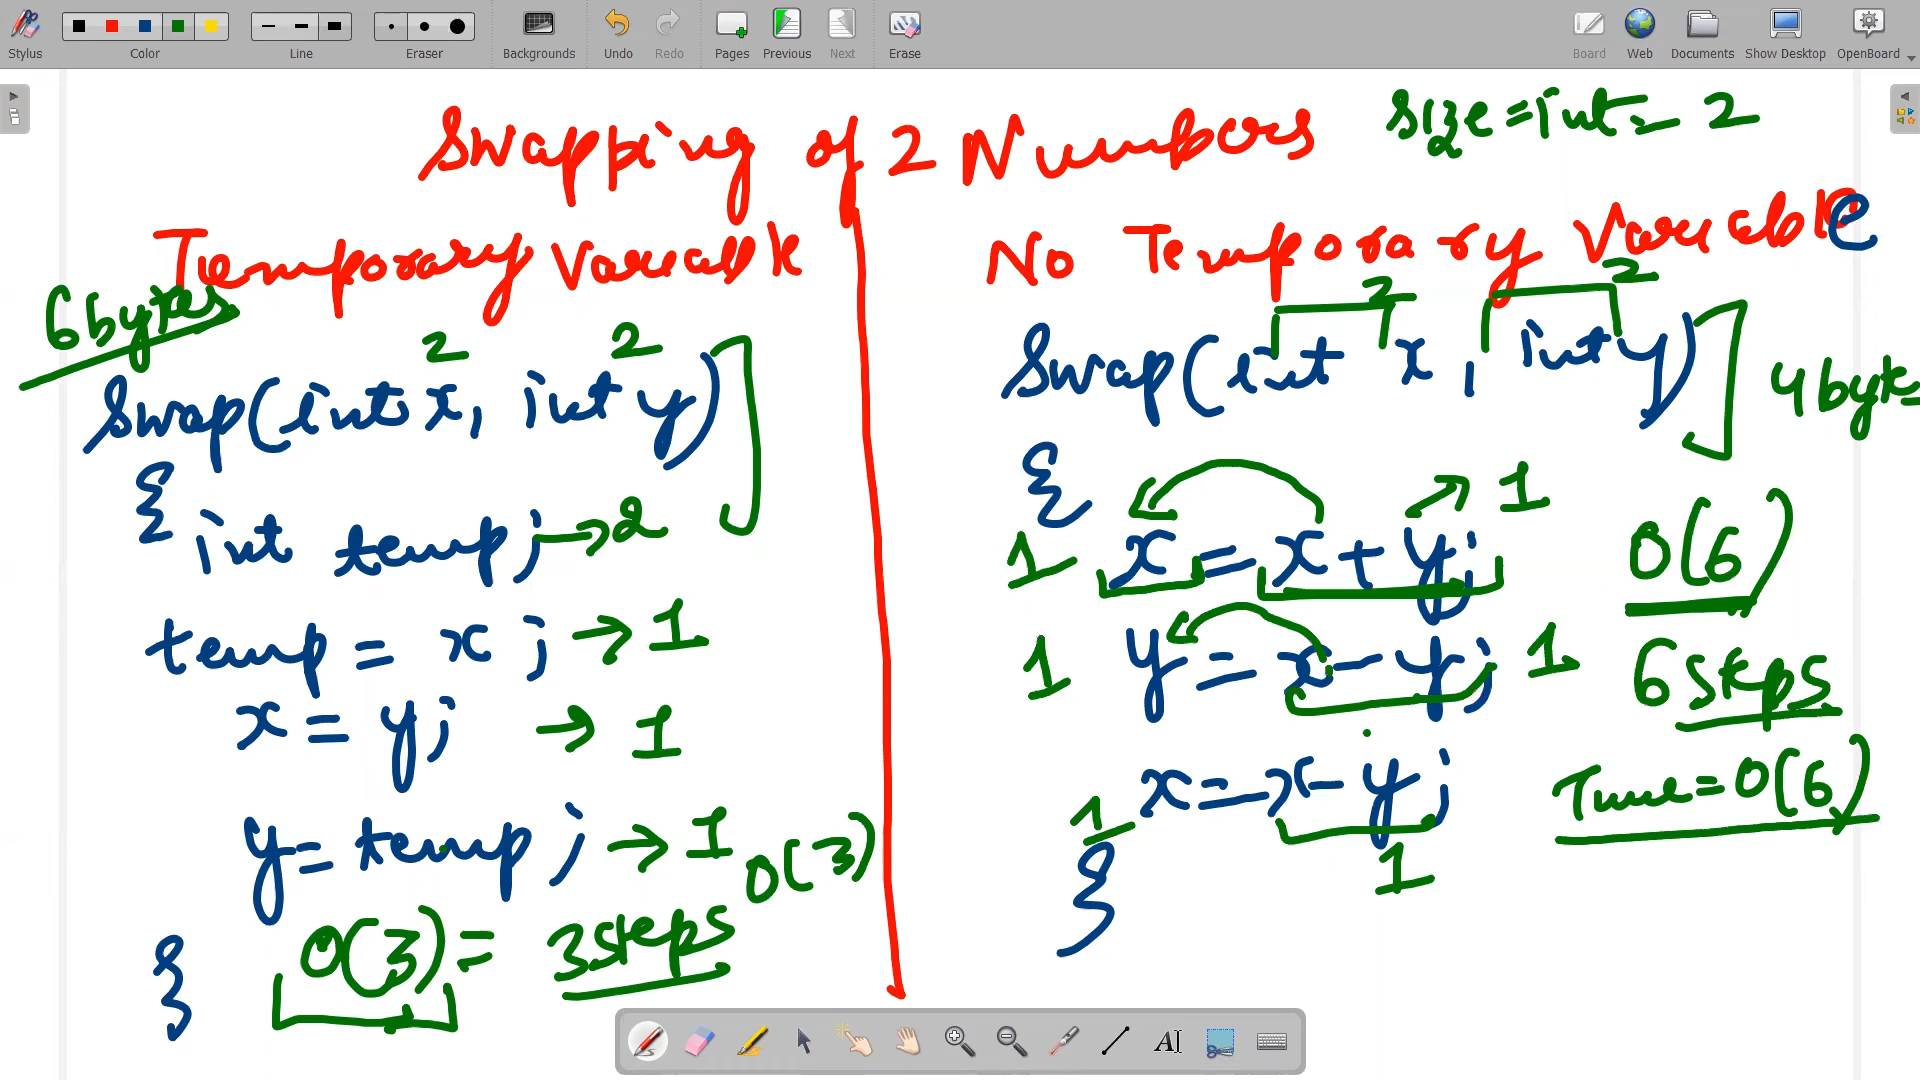 Stylus Color Line Eraser Backgrounds Undo Redo Pages Previous Next Erase Board Web Documents Show Desktop OpenBoard
Swapping of 2 Numbers
size = int = 2
2
Temporary Variable
6 bytes
2 2
Swap(int x, int y)
{
int temp; → 2
temp = x; → 1
x = y; → 1
y = temp; → 1
O(3)
} O(3) = 3 steps
No Temporary Variable
2 2
Swap(int x, int y)
4 bytes
{
1 x = x + y; → 1
O(6)
1 y = x - y; 1
6 steps
1 x = x - y; 1
Time = O(6)
}
AI